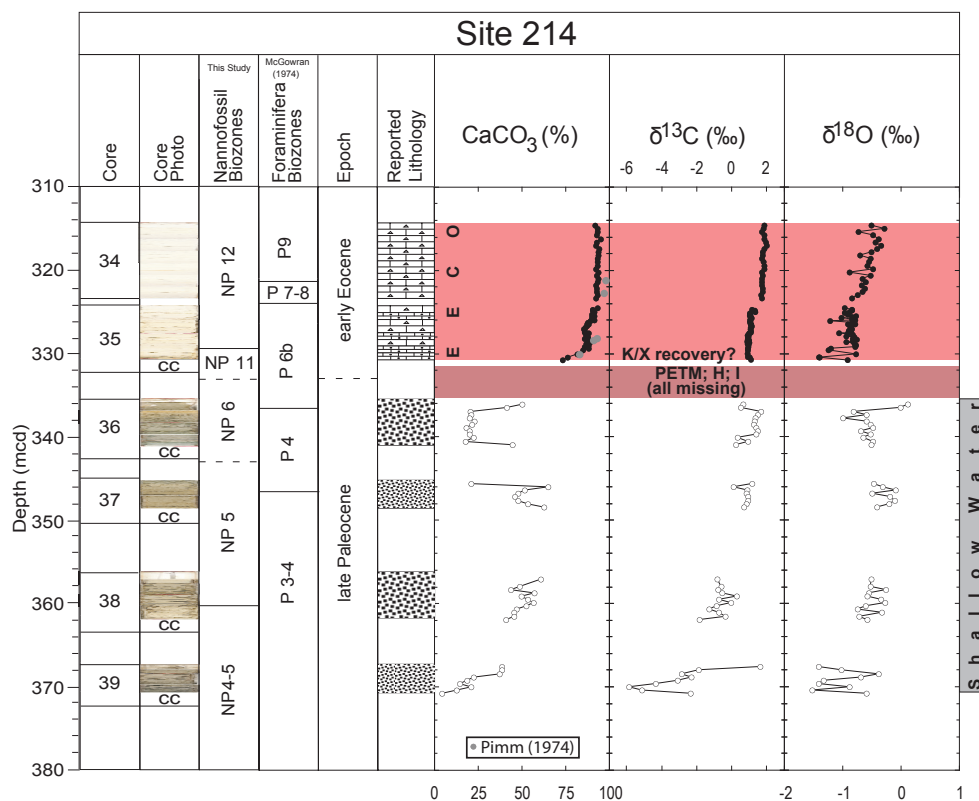 Site 214
This Study
McGowran
(1974)
Core
Core
Photo
Nannofossil
Biozones
Foraminifera
Biozones
Epoch
Reported
Lithology
CaCO3 (%)
δ13C (‰)
δ18O (‰)
-6 -4 -2 0 2
Depth (mcd)
310
320
330
340
350
360
370
380
34
35
36
37
38
39
CC
CC
CC
CC
CC
NP 12
NP 11
NP 6
NP 5
NP4-5
P9
P 7-8
P 6b
P 4
P 3-4
early Eocene
late Paleocene
E E C O
K/X recovery?
PETM; H; I
(all missing)
Shallow Water
Pimm (1974)
0 25 50 75 100
-2 -1 0 1